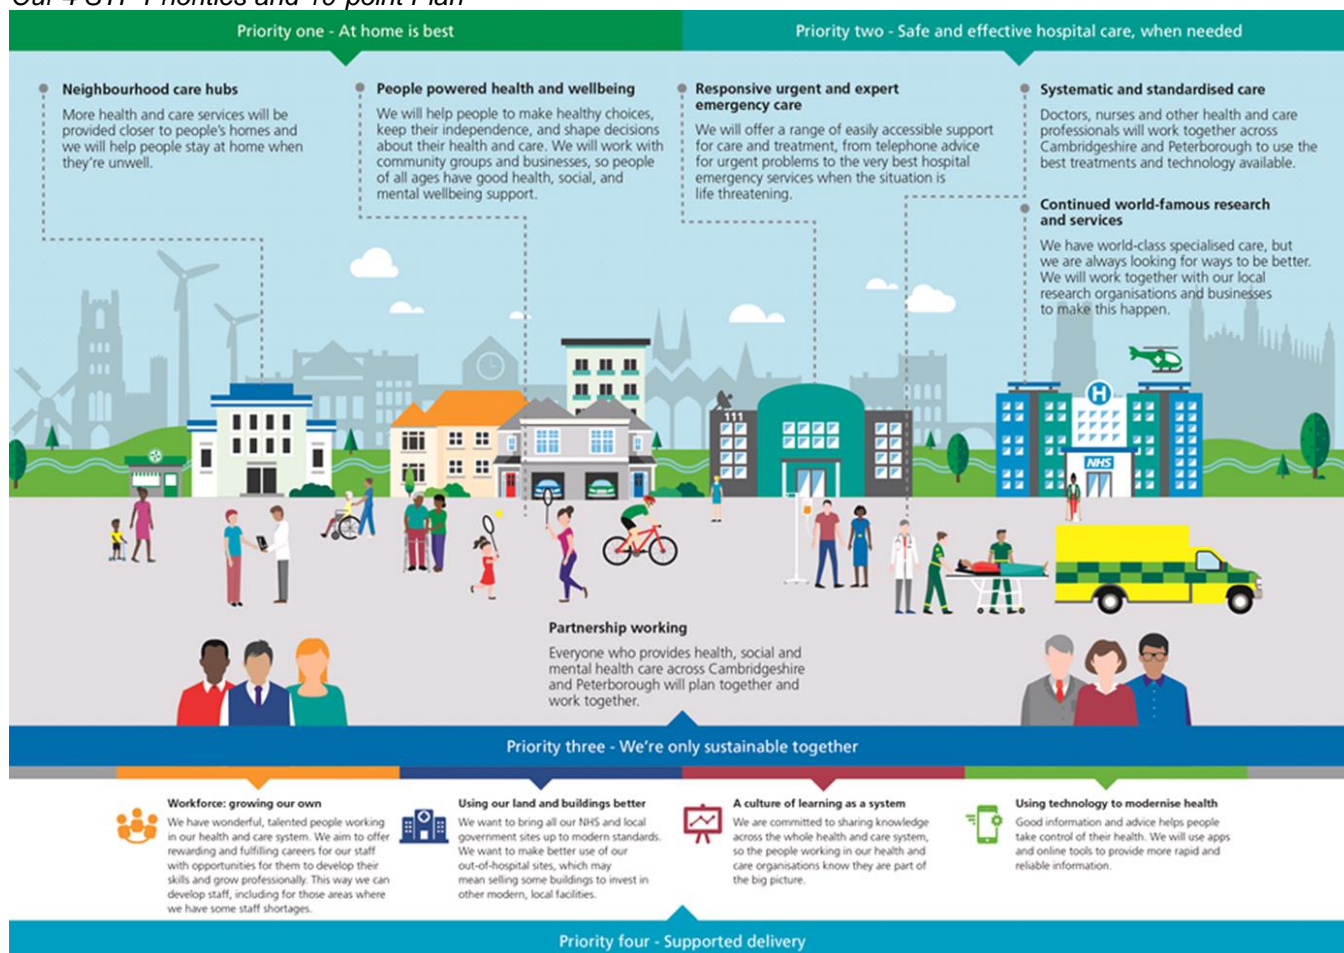 Our 4 STP Priorities and 10-point Plan
Priority one - At home is best
Priority two - Safe and effective hospital care, when needed
Neighbourhood care hubs
More health and care services will be
provided closer to people's homes and
we will help people stay at home when
they're unwell.
People powered health and wellbeing
We will help people to make healthy choices,
keep their independence, and shape decisions
about their health and care. We will work with
community groups and businesses, so people
of all ages have good health, social, and
mental wellbeing support.
Responsive urgent and expert
emergency care
We will offer a range of easily accessible support
for care and treatment, from telephone advice
for urgent problems to the very best hospital
emergency services when the situation is
life threatening.
Systematic and standardised care
Doctors, nurses and other health and care
professionals will work together across
Cambridgeshire and Peterborough to use the
best treatments and technology available.
Continued world-famous research
and services
We have world-class specialised care, but
we are always looking for ways to be better.
We will work together with our local
research organisations and businesses
to make this happen.
111
H
NHS
Partnership working
Everyone who provides health, social and
mental health care across Cambridgeshire
and Peterborough will plan together and
work together.
Priority three - We're only sustainable together
Workforce: growing our own
We have wonderful, talented people working
in our health and care system. We aim to offer
rewarding and fulfilling careers for our staff
with opportunities for them to develop their
skills and grow professionally. This way we can
develop staff, including for those areas where
we have some staff shortages.
Using our land and buildings better
We want to bring all our NHS and local
government sites up to modern standards.
We want to make better use of our
out-of-hospital sites, which may
mean selling some buildings to invest in
other modern, local facilities.
A culture of learning as a system
We are committed to sharing knowledge
across the whole health and care system,
so the people working in our health and
care organisations know they are part of
the big picture.
Using technology to modernise health
Good information and advice helps people
take control of their health. We will use apps
and online tools to provide more rapid and
reliable information.
Priority four - Supported delivery